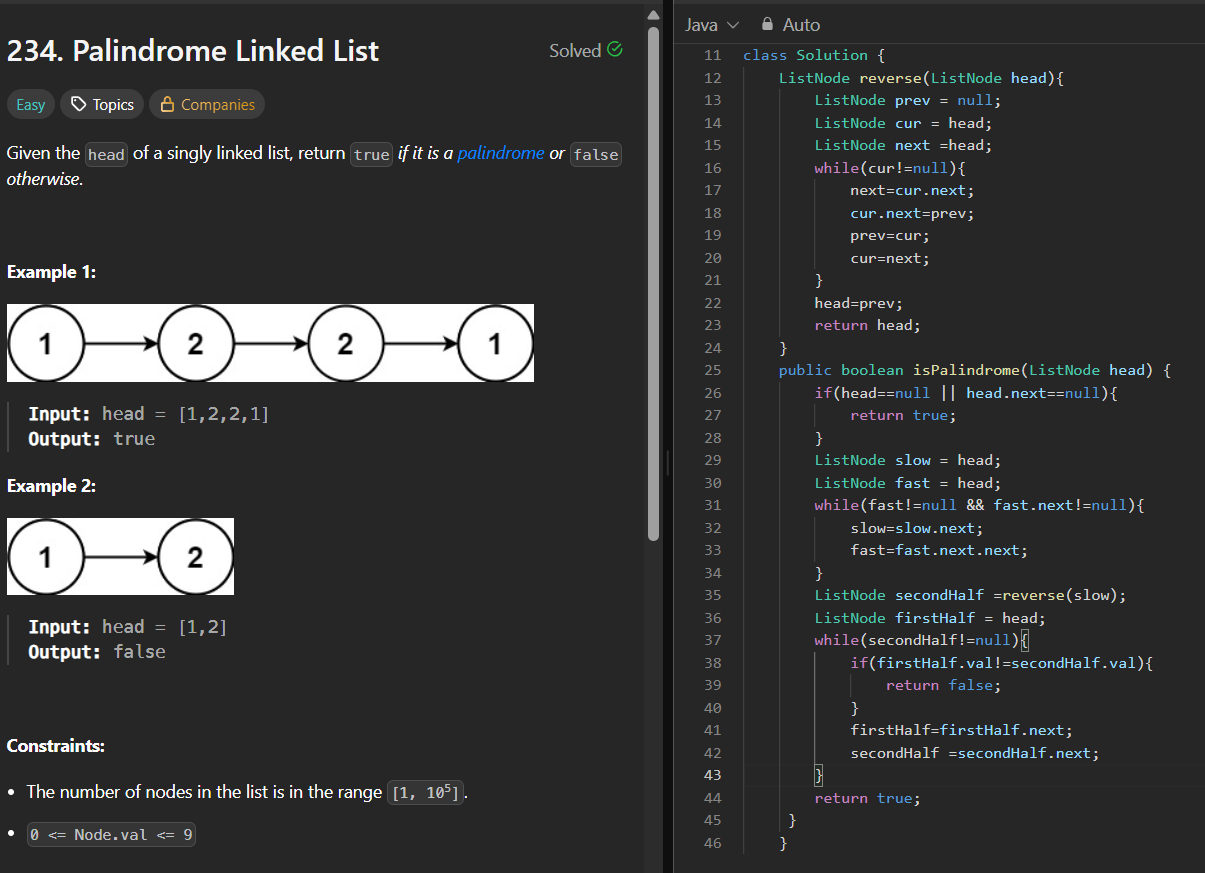 234. Palindrome Linked List
Solved
Easy
Topics
Companies
Given the head of a singly linked list, return true if it is a palindrome or false
otherwise.
Example 1:
1 2 2 1
Input: head = [1,2,2,1]
Output: true
Example 2:
1 2
Input: head = [1,2]
Output: false
Constraints:
• The number of nodes in the list is in the range [1, 10⁵].
• 0 <= Node.val <= 9
Java
Auto
11 class Solution {
12     ListNode reverse(ListNode head){
13         ListNode prev = null;
14         ListNode cur = head;
15         ListNode next =head;
16         while(cur!=null){
17             next=cur.next;
18             cur.next=prev;
19             prev=cur;
20             cur=next;
21         }
22         head=prev;
23         return head;
24     }
25     public boolean isPalindrome(ListNode head) {
26         if(head==null || head.next==null){
27             return true;
28         }
29         ListNode slow = head;
30         ListNode fast = head;
31         while(fast!=null && fast.next!=null){
32             slow=slow.next;
33             fast=fast.next.next;
34         }
35         ListNode secondHalf =reverse(slow);
36         ListNode firstHalf = head;
37         while(secondHalf!=null){
38             if(firstHalf.val!=secondHalf.val){
39                 return false;
40             }
41             firstHalf=firstHalf.next;
42             secondHalf =secondHalf.next;
43         }
44         return true;
45      }
46     }